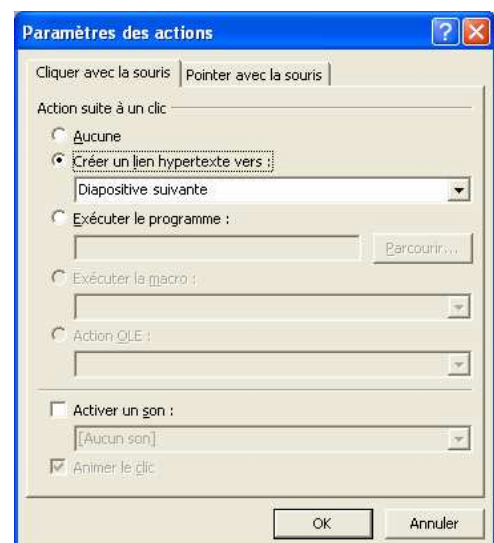 Paramètres des actions
Cliquer avec la souris Pointer avec la souris
Action suite à un clic
Aucune
Créer un lien hypertexte vers :
Diapositive suivante
Exécuter le programme :
Parcourir...
Exécuter la macro :
Action OLE :
Activer un son :
[Aucun son]
Animer le clic
OK Annuler